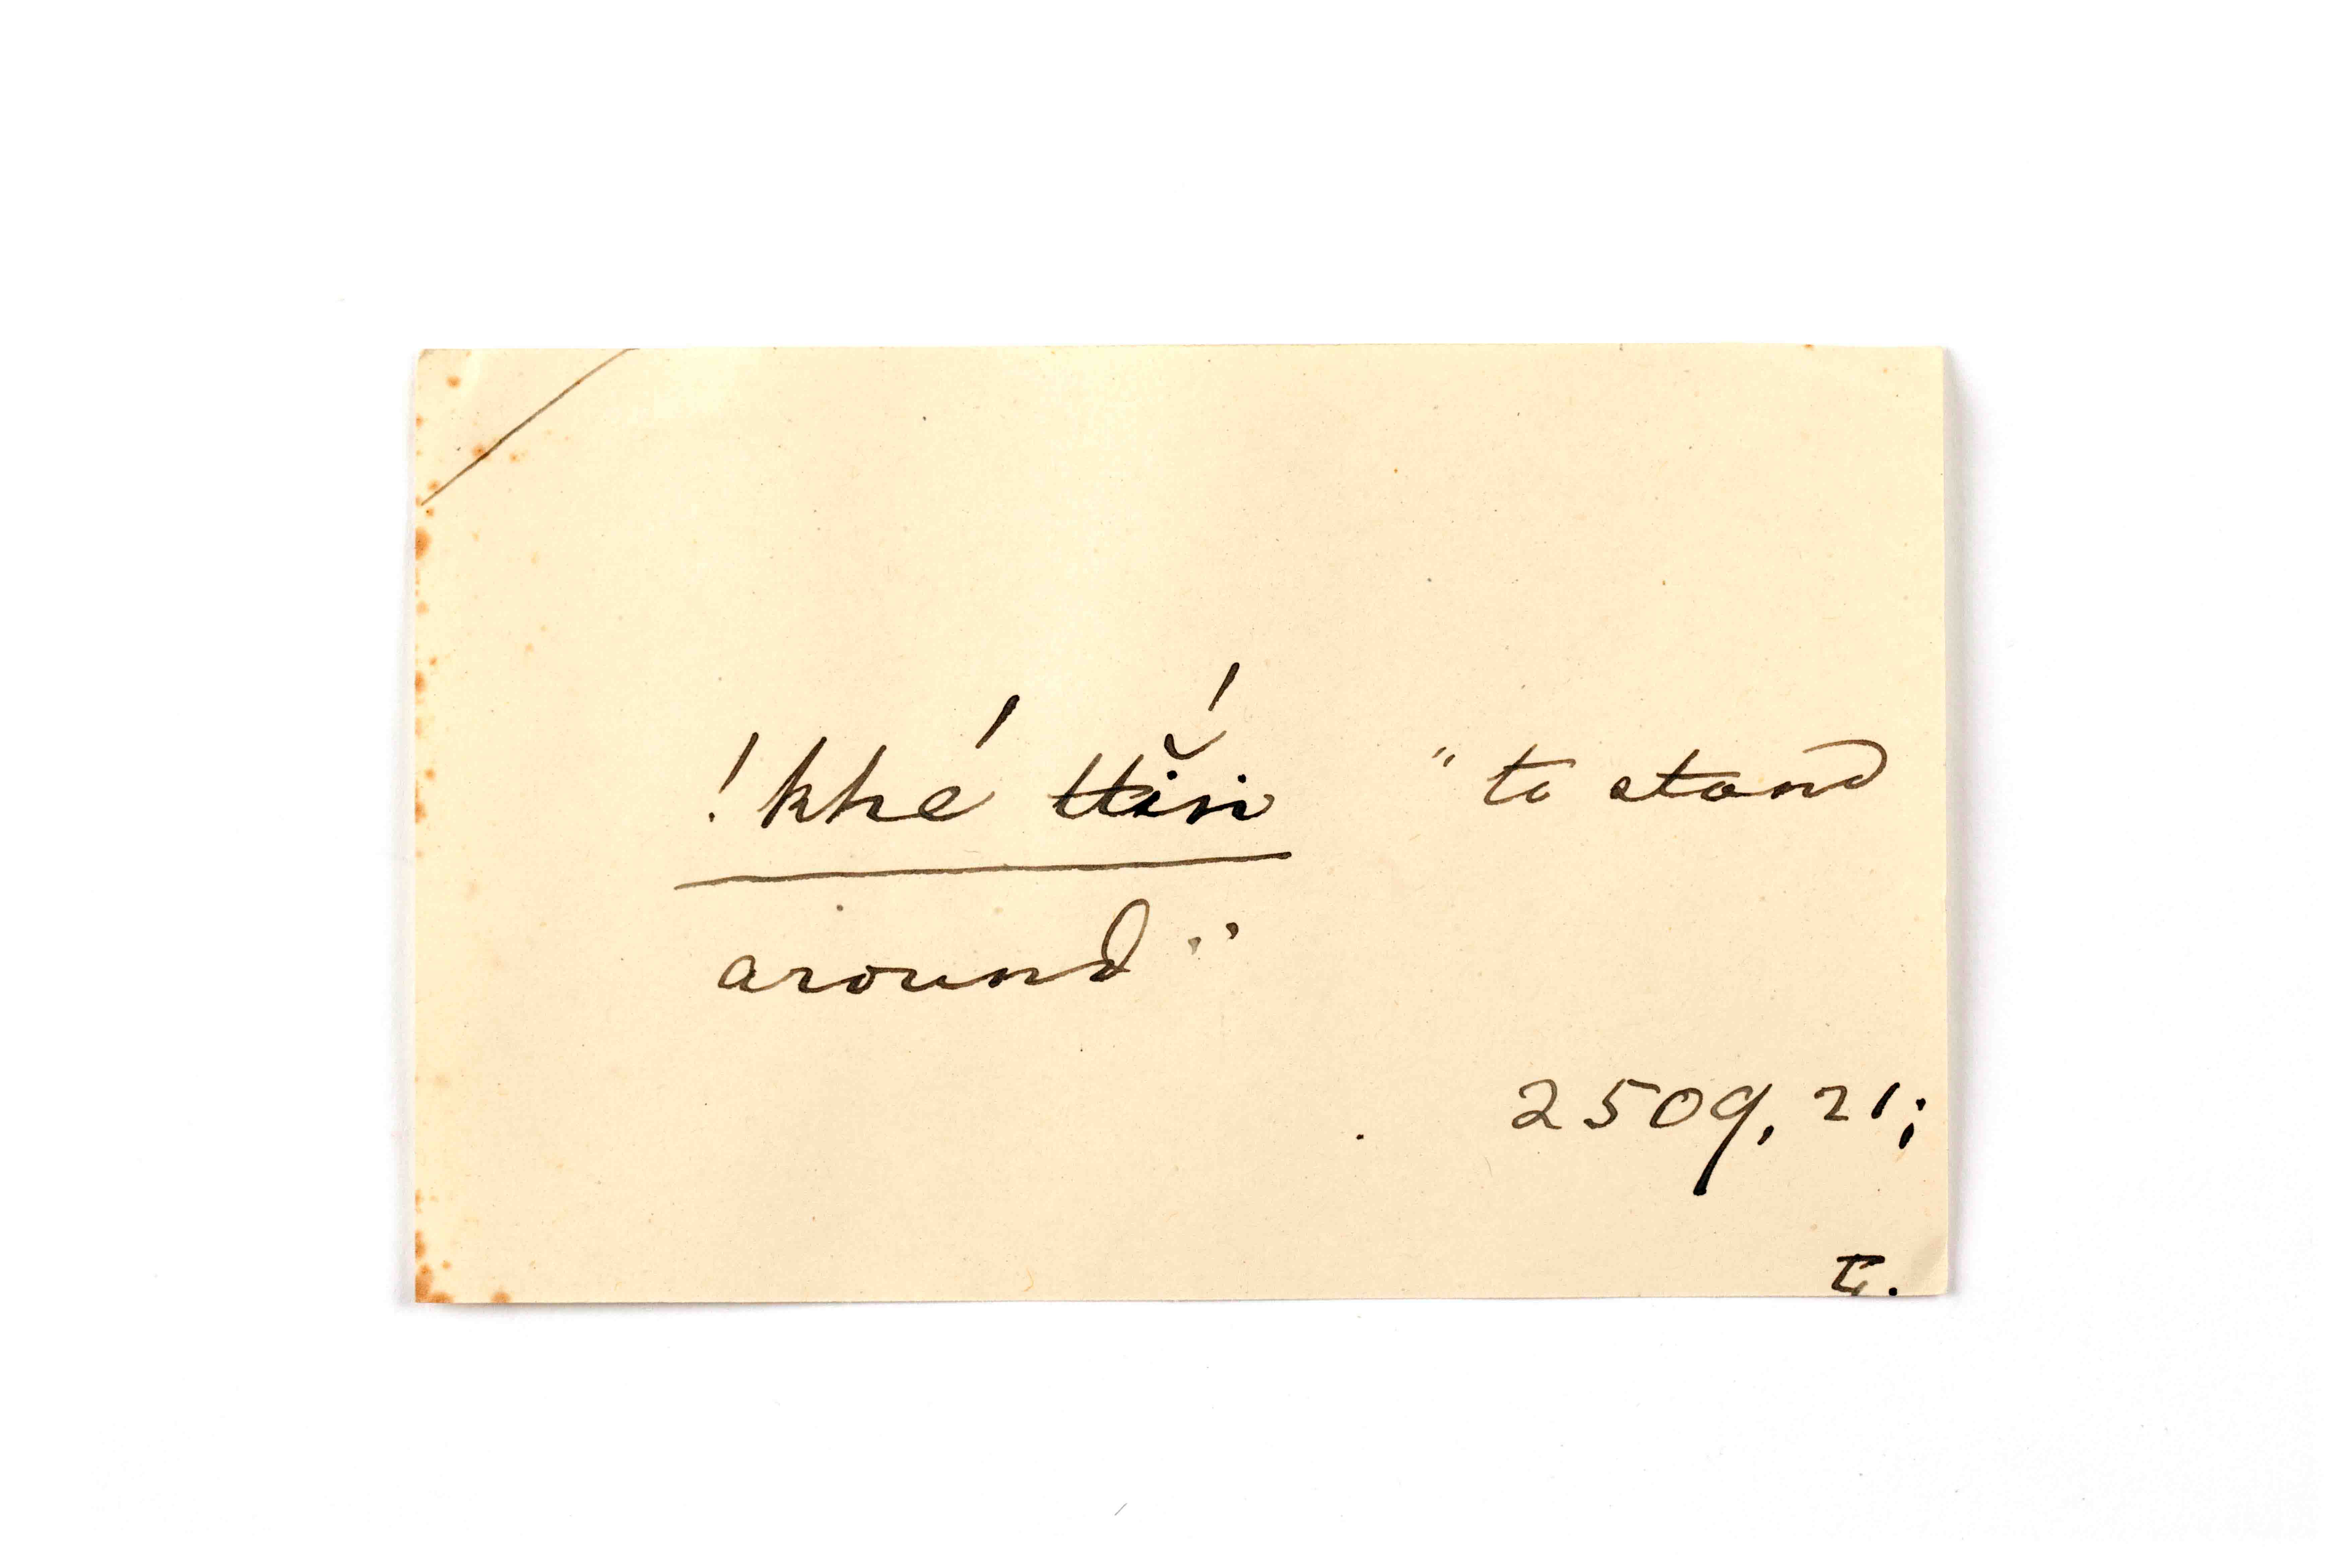 !khé ttĭ́n " to stand
around "
2509, 21;